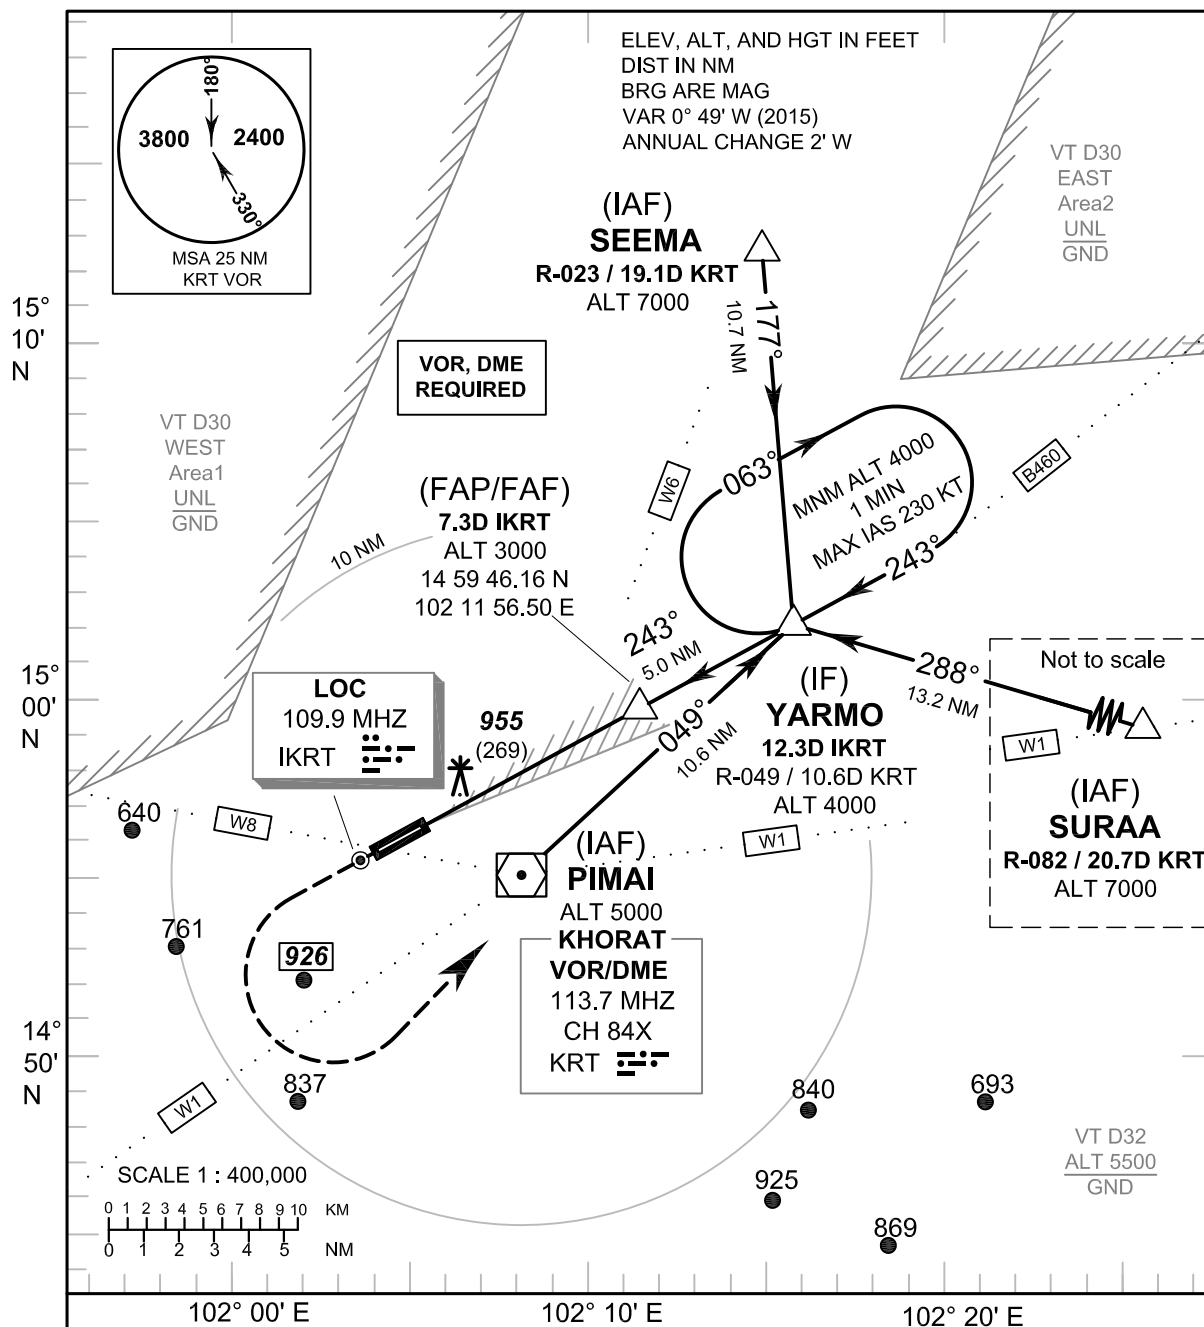 ELEV, ALT, AND HGT IN FEET
DIST IN NM
BRG ARE MAG
VAR 0° 49' W (2015)
ANNUAL CHANGE 2' W
180°
3800
2400
330°
MSA 25 NM
KRT VOR
VT D30
EAST
Area2
UNL
GND
(IAF)
SEEMA
R-023 / 19.1D KRT
ALT 7000
177°
10.7 NM
15°
10'
N
VOR, DME
REQUIRED
VT D30
WEST
Area1
UNL
GND
W6
063°
MNM ALT 4000
1 MIN
MAX IAS 230 KT
243°
B460
(FAP/FAF)
7.3D IKRT
ALT 3000
14 59 46.16 N
102 11 56.50 E
10 NM
243°
5.0 NM
288°
13.2 NM
Not to scale
W1
(IAF)
SURAA
R-082 / 20.7D KRT
ALT 7000
15°
00'
N
LOC
109.9 MHZ
IKRT
955
(269)
049°
10.6 NM
(IF)
YARMO
12.3D IKRT
R-049 / 10.6D KRT
ALT 4000
640
W8
W1
(IAF)
PIMAI
ALT 5000
KHORAT
VOR/DME
113.7 MHZ
CH 84X
KRT
761
926
14°
50'
N
837
W1
840
693
925
869
VT D32
ALT 5500
GND
SCALE 1 : 400,000
0 1 2 3 4 5 6 7 8 9 10 KM
0 1 2 3 4 5 NM
102° 00' E
102° 10' E
102° 20' E